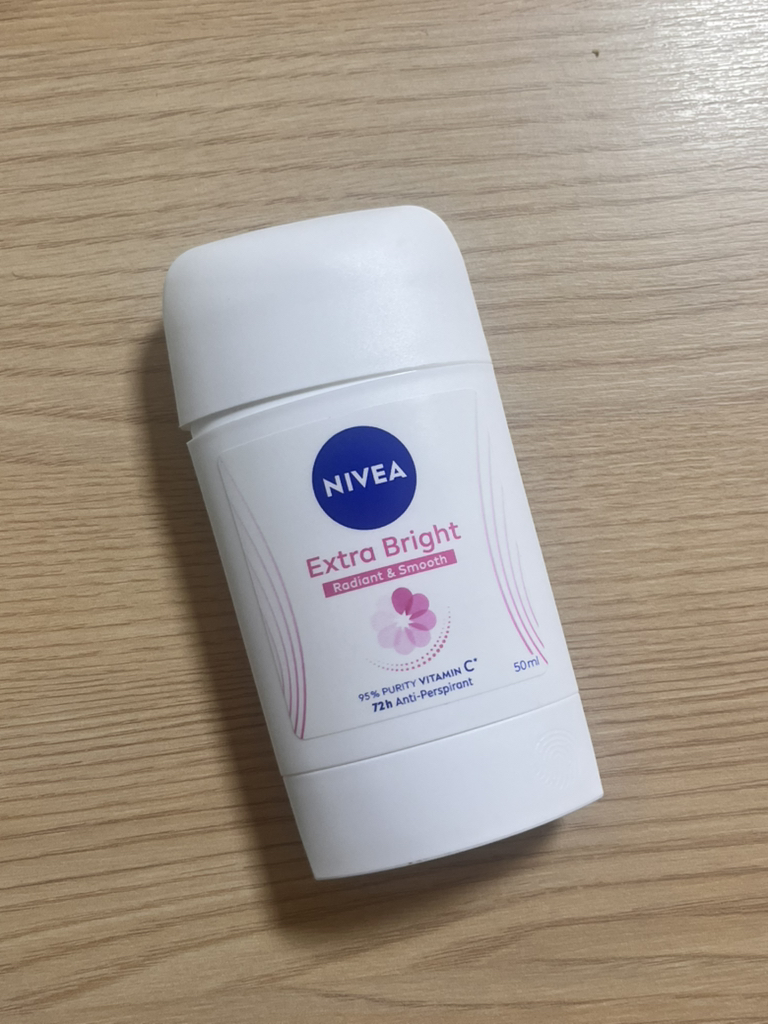 NIVEA
Extra Bright
Radiant & Smooth
95% PURITY VITAMIN C*
72h Anti-Perspirant
50ml